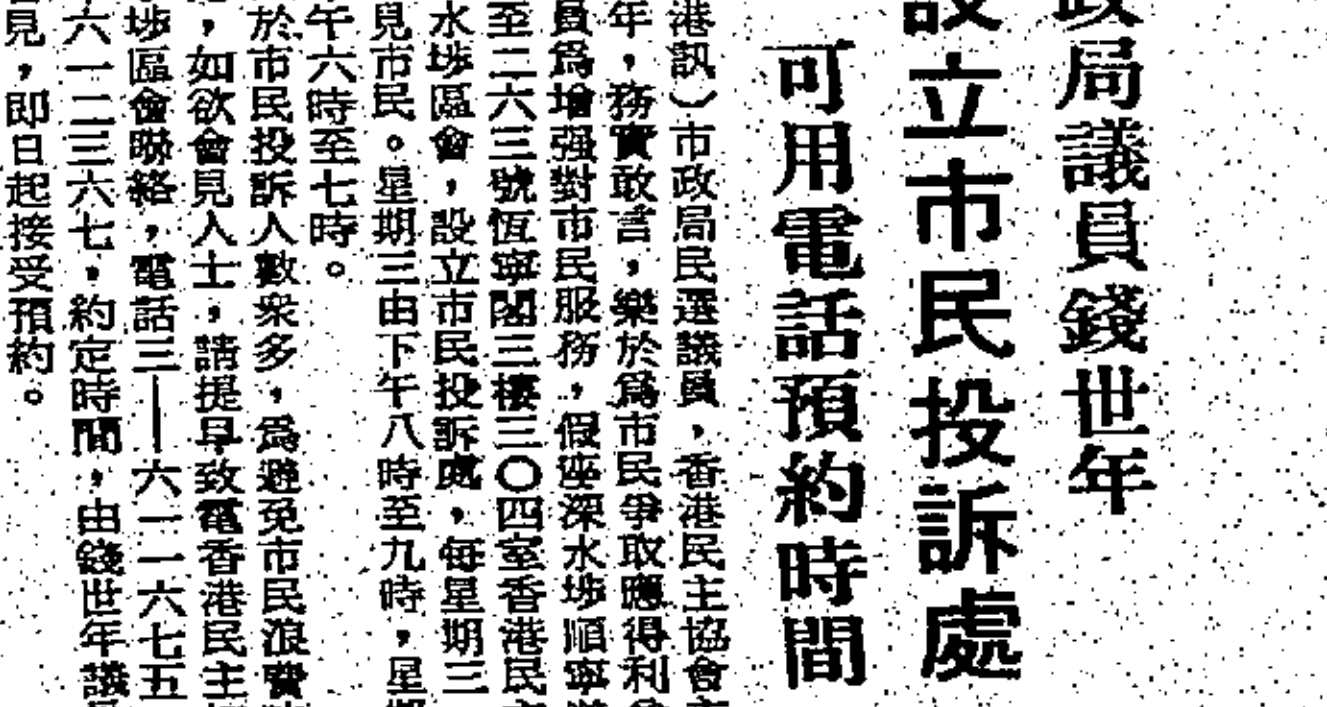 局議員錢世年
設立市民投訴處
可用電話預約時間
港訊）市政局民選議員，香港民主協會
年，務實敢言，樂於爲市民爭取應得利
員爲增强對市民服務，假座深水埗順寧
至二六三號恆寧閣三樓三〇四室香港民
水埗區會，設立市民投訴處，每星期三
見市民。星期三由下午八時至九時，星
午六時至七時。
於市民投訴人數衆多，爲避免市民浪費
，如欲會見人士，請提早致電香港民主
埗區會聯絡，電話三—六一一六七五
六一二三六七，約定時間，由錢世年議
見，即日起接受預約。